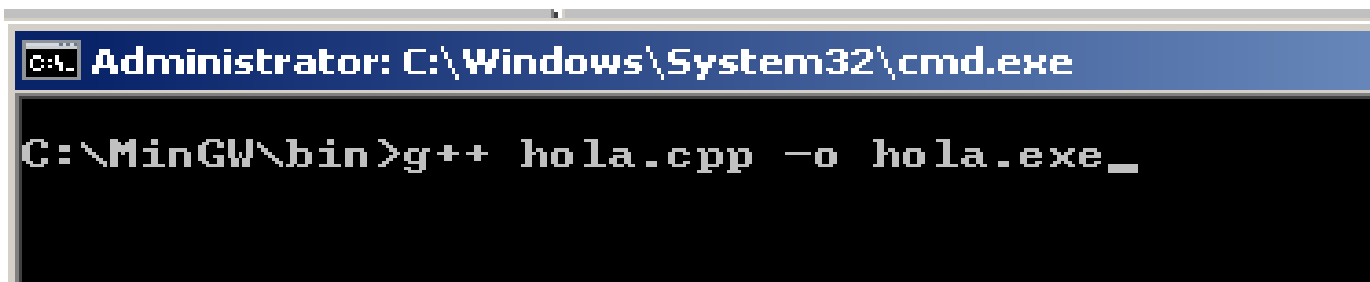 Administrator: C:\Windows\System32\cmd.exe
C:\MinGW\bin>g++ hola.cpp -o hola.exe_